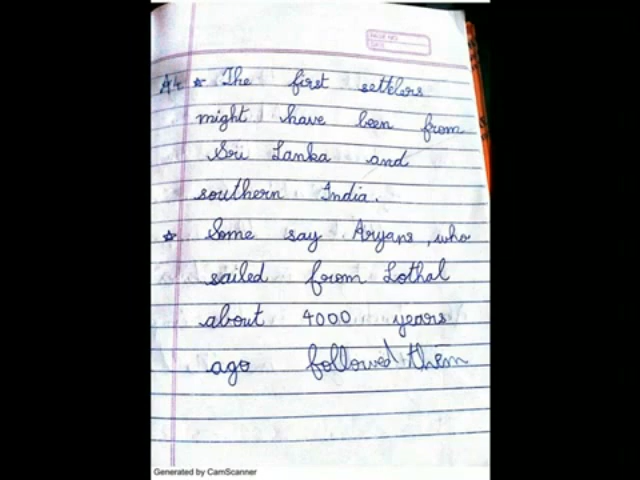 PAGE NO.
DATE
A4 * The first settlers
might have been from
Sri Lanka and
southern India.
* Some say Aryans, who
sailed from Lothal
about 4000 years
ago followed them
Generated by CamScanner